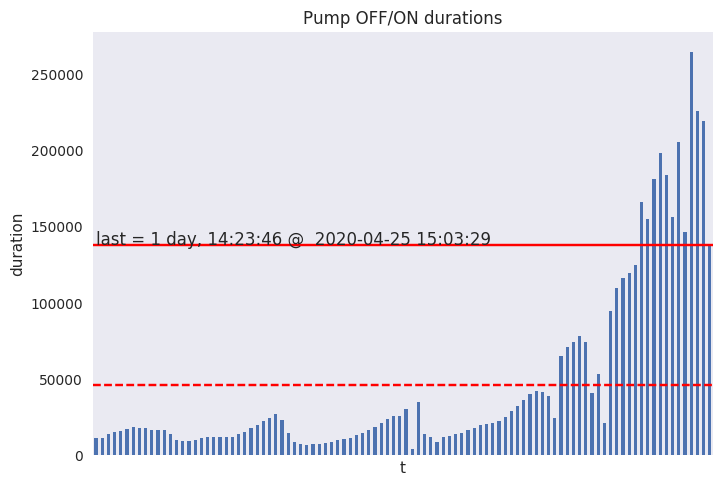 Pump OFF/ON durations
250000
200000
last = 1 day, 14:23:46 @  2020-04-25 15:03:29
150000
duration
100000
50000
0
t